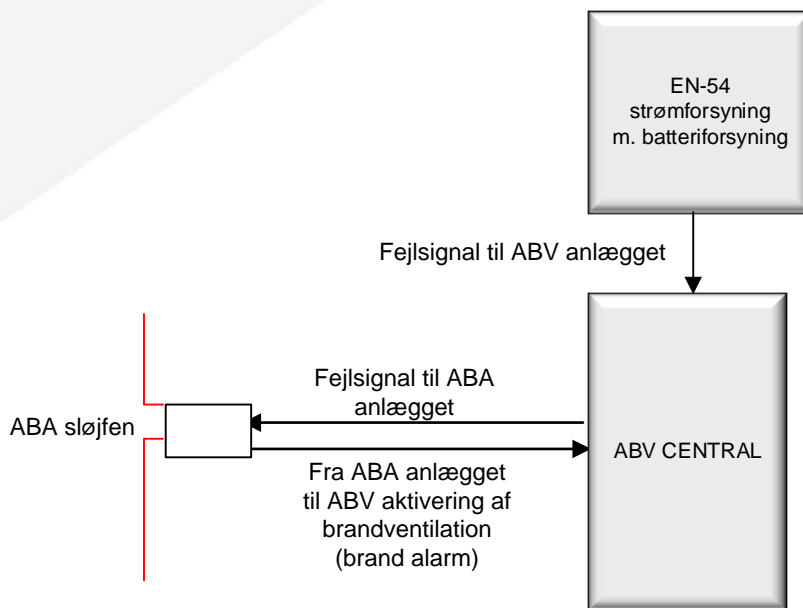 EN-54
strømforsyning
m. batteriforsyning
Fejlsignal til ABV anlægget
Fejlsignal til ABA
anlægget
ABA sløjfen
ABV CENTRAL
Fra ABA anlægget
til ABV aktivering af
brandventilation
(brand alarm)